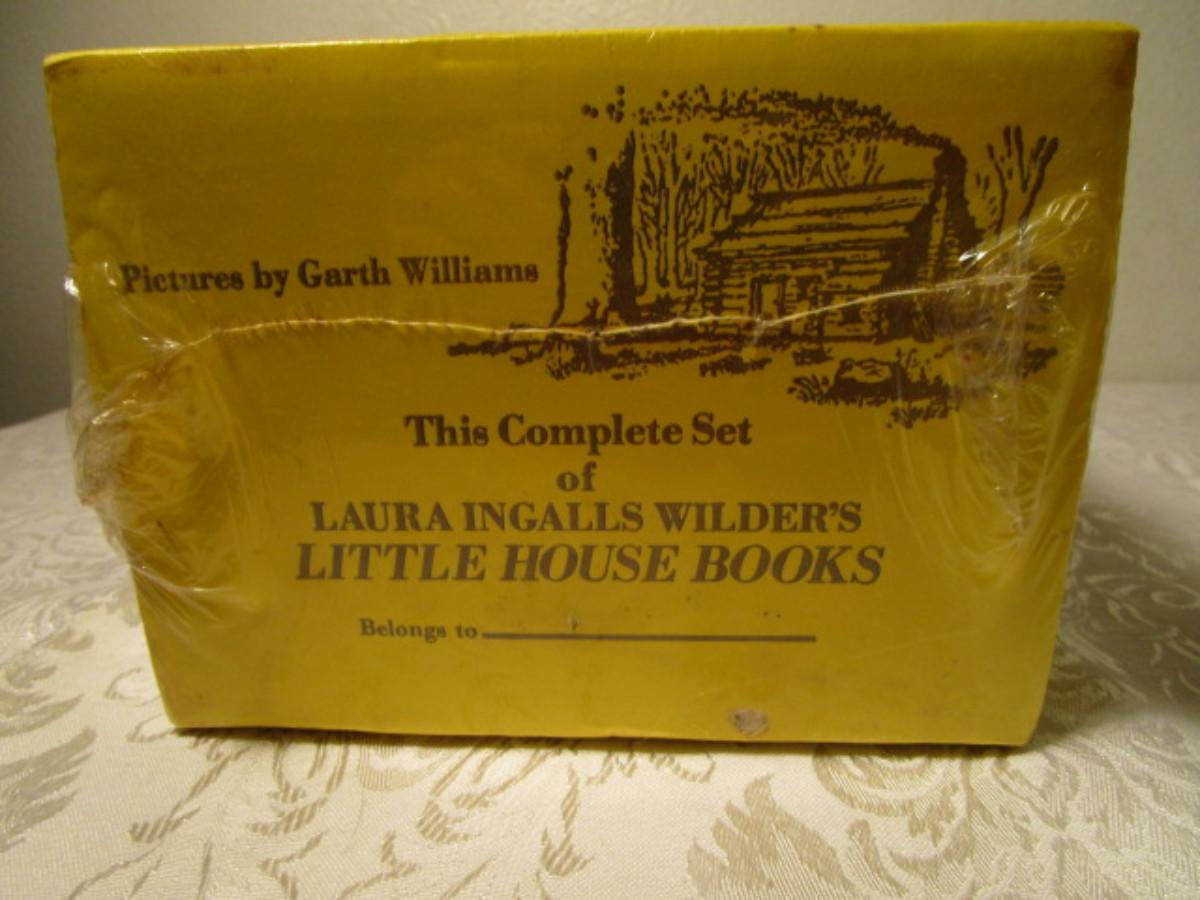 Pictures by Garth Williams
This Complete Set
of
LAURA INGALLS WILDER'S
LITTLE HOUSE BOOKS
Belongs to